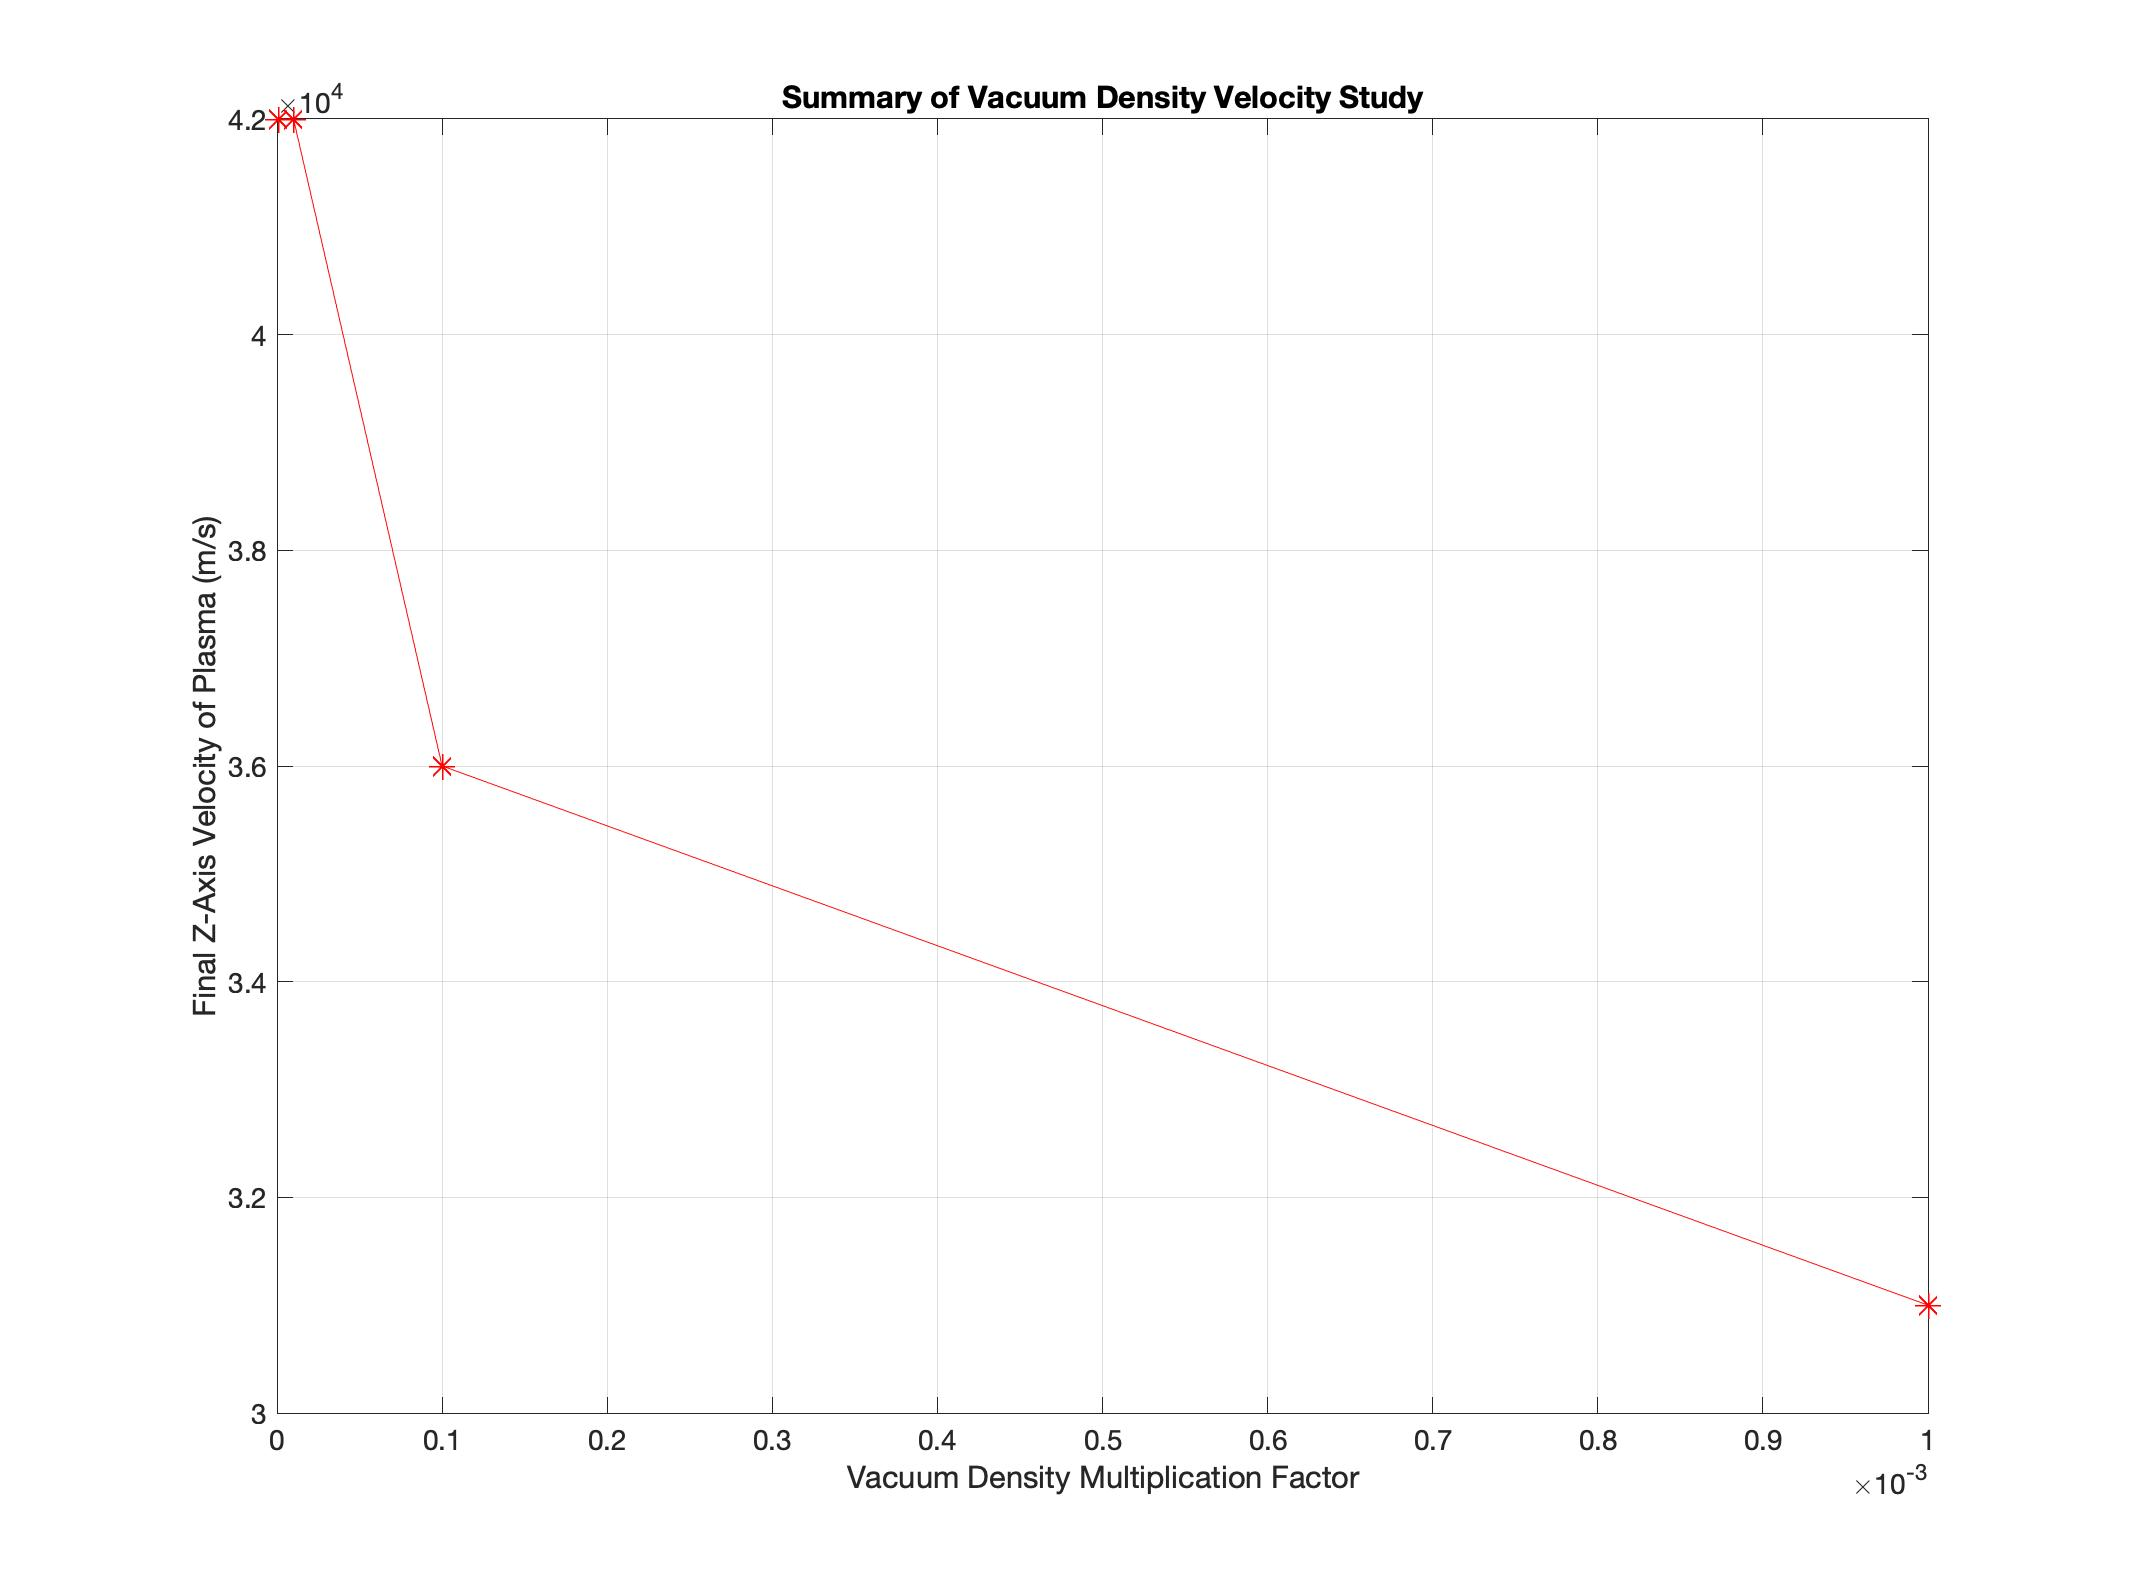 Summary of Vacuum Density Velocity Study
×10⁴
4.2
4
3.8
3.6
3.4
3.2
3
Final Z-Axis Velocity of Plasma (m/s)
0 0.1 0.2 0.3 0.4 0.5 0.6 0.7 0.8 0.9 1
Vacuum Density Multiplication Factor
×10⁻³